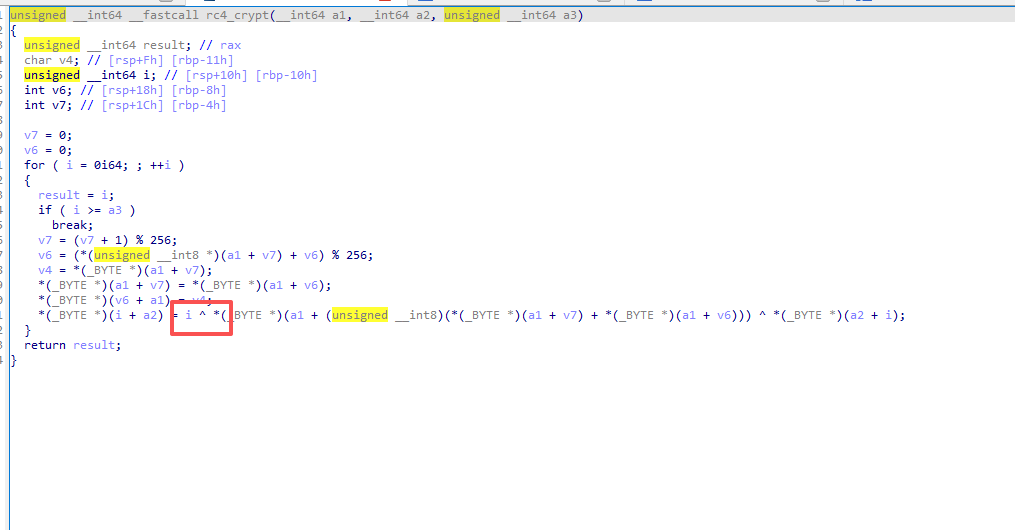 unsigned __int64 __fastcall rc4_crypt(__int64 a1, __int64 a2, unsigned __int64 a3)
{
  unsigned __int64 result; // rax
  char v4; // [rsp+Fh] [rbp-11h]
  unsigned __int64 i; // [rsp+10h] [rbp-10h]
  int v6; // [rsp+18h] [rbp-8h]
  int v7; // [rsp+1Ch] [rbp-4h]

  v7 = 0;
  v6 = 0;
  for ( i = 0i64; ; ++i )
  {
    result = i;
    if ( i >= a3 )
      break;
    v7 = (v7 + 1) % 256;
    v6 = (*(unsigned __int8 *)(a1 + v7) + v6) % 256;
    v4 = *(_BYTE *)(a1 + v7);
    *(_BYTE *)(a1 + v7) = *(_BYTE *)(a1 + v6);
    *(_BYTE *)(v6 + a1) = v4;
    *(_BYTE *)(i + a2) = i ^ *(_BYTE *)(a1 + (unsigned __int8)(*(_BYTE *)(a1 + v7) + *(_BYTE *)(a1 + v6))) ^ *(_BYTE *)(a2 + i);
  }
  return result;
}